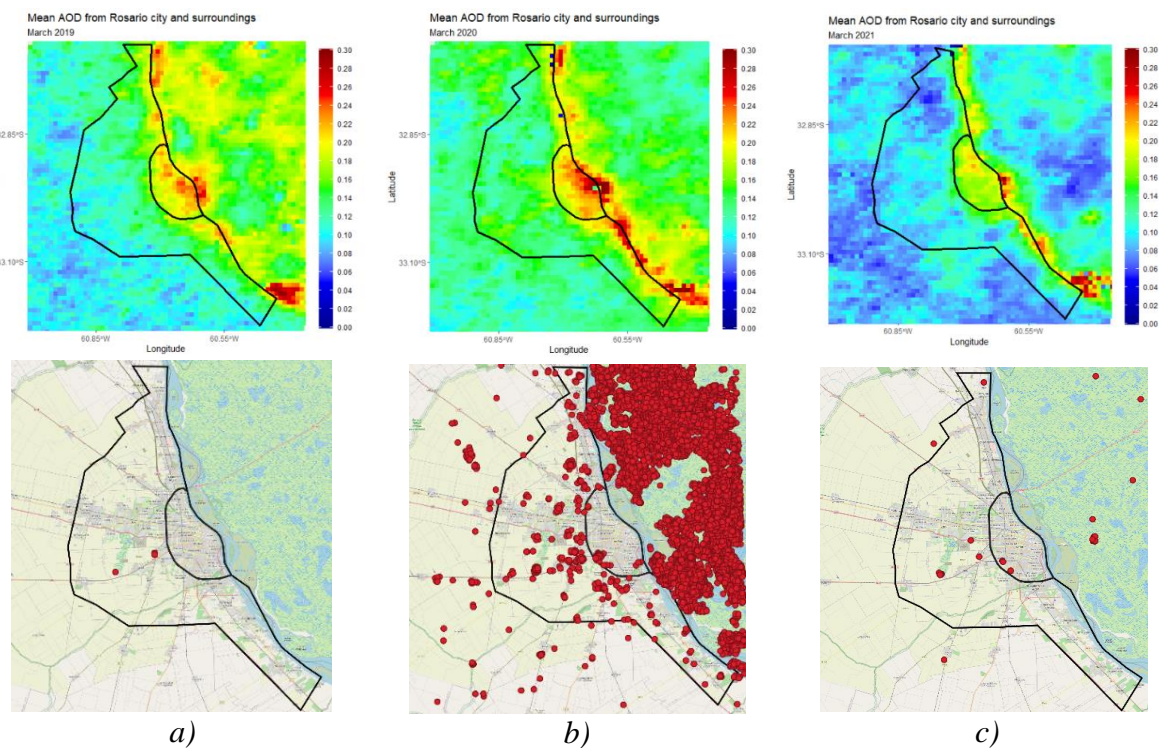 Mean AOD from Rosario city and surroundings
March 2019
0.30
0.28
0.26
0.24
0.22
0.20
0.18
0.16
0.14
0.12
0.10
0.08
0.06
0.04
0.02
0.00
32.85°S
33.10°S
60.85°W
60.55°W
Longitude
Mean AOD from Rosario city and surroundings
March 2020
0.30
0.28
0.26
0.24
0.22
0.20
0.18
0.16
0.14
0.12
0.10
0.08
0.06
0.04
0.02
0.00
Latitude
32.85°S
33.10°S
60.85°W
60.55°W
Longitude
Mean AOD from Rosario city and surroundings
March 2021
0.30
0.28
0.26
0.24
0.22
0.20
0.18
0.16
0.14
0.12
0.10
0.08
0.06
0.04
0.02
0.00
Latitude
32.85°S
33.10°S
60.85°W
60.55°W
Longitude
a)
b)
c)